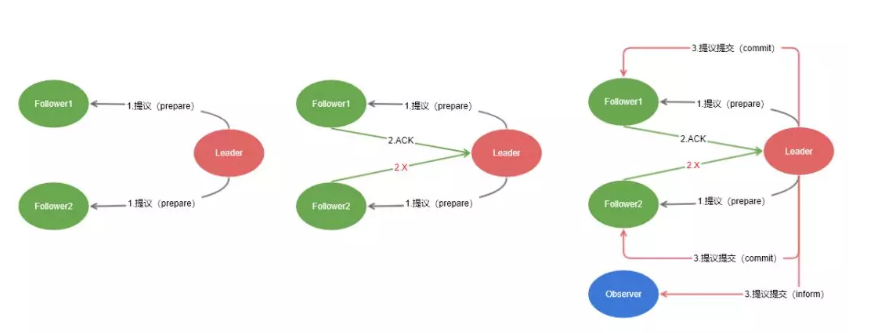 Follower1
1.提议（prepare）
Leader
Follower2
1.提议（prepare）
Follower1
1.提议（prepare）
2.ACK
Leader
2.X
Follower2
1.提议（prepare）
3.提议提交（commit）
Follower1
1.提议（prepare）
2.ACK
Leader
2.X
Follower2
1.提议（prepare）
3.提议提交（commit）
Observer
3.提议提交（inform）